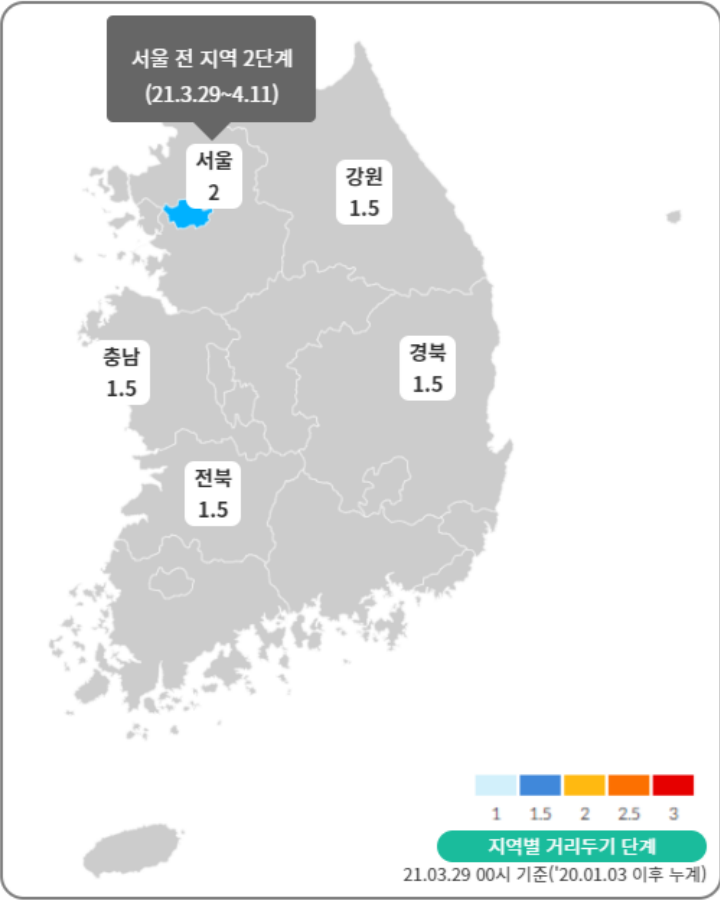 서울 전 지역 2단계
(21.3.29~4.11)
서울
2
강원
1.5
충남
1.5
경북
1.5
전북
1.5
1 1.5 2 2.5 3
지역별 거리두기 단계
21.03.29 00시 기준('20.01.03 이후 누계)